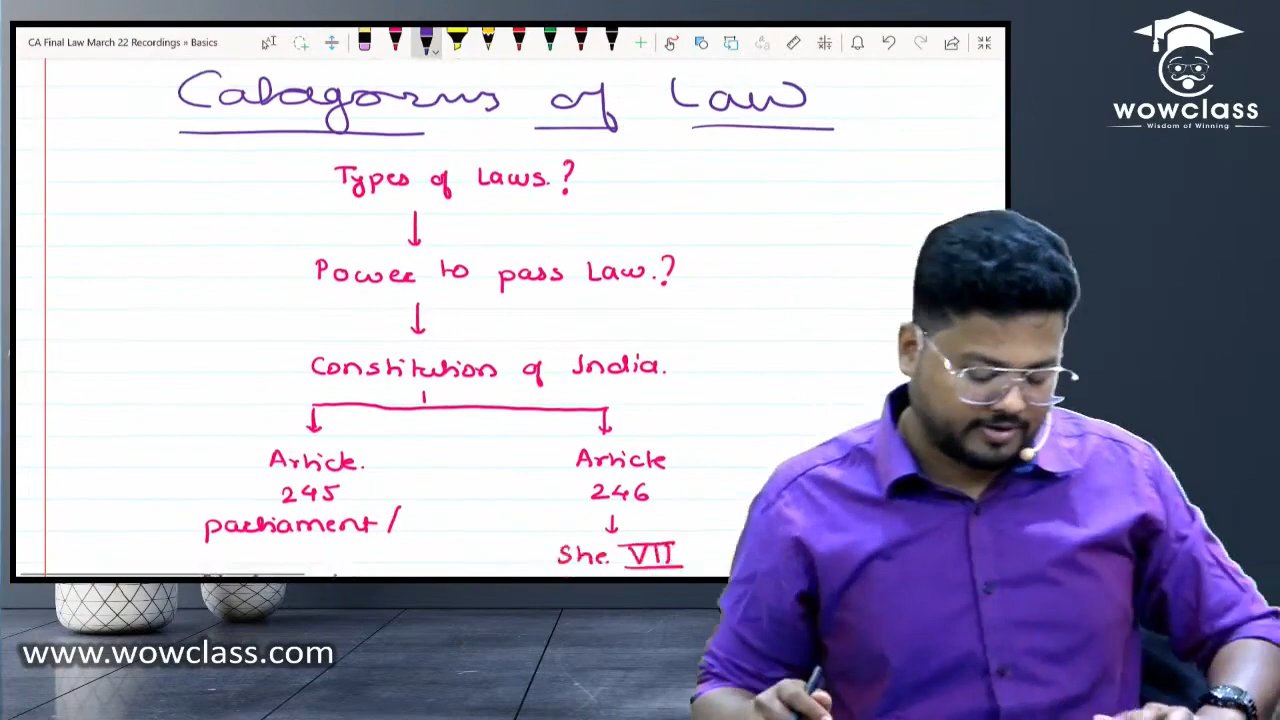 CA Final Law March 22 Recordings » Basics
Catagories of Law
Types of Laws.?
Power to pass Law.?
Constitution of India.
Article. 245
Parliament /
Article 246
She. VII
wowclass
Wisdom of Winning
www.wowclass.com